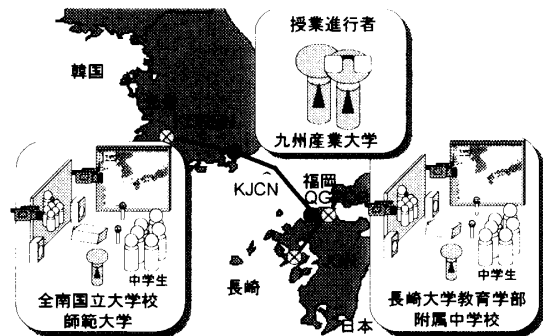 授業進行者
九州産業大学
韓国
KJCN
福岡
QG
長崎
日本
中学生
全南国立大学校
師範大学
中学生
長崎大学教育学部
附属中学校